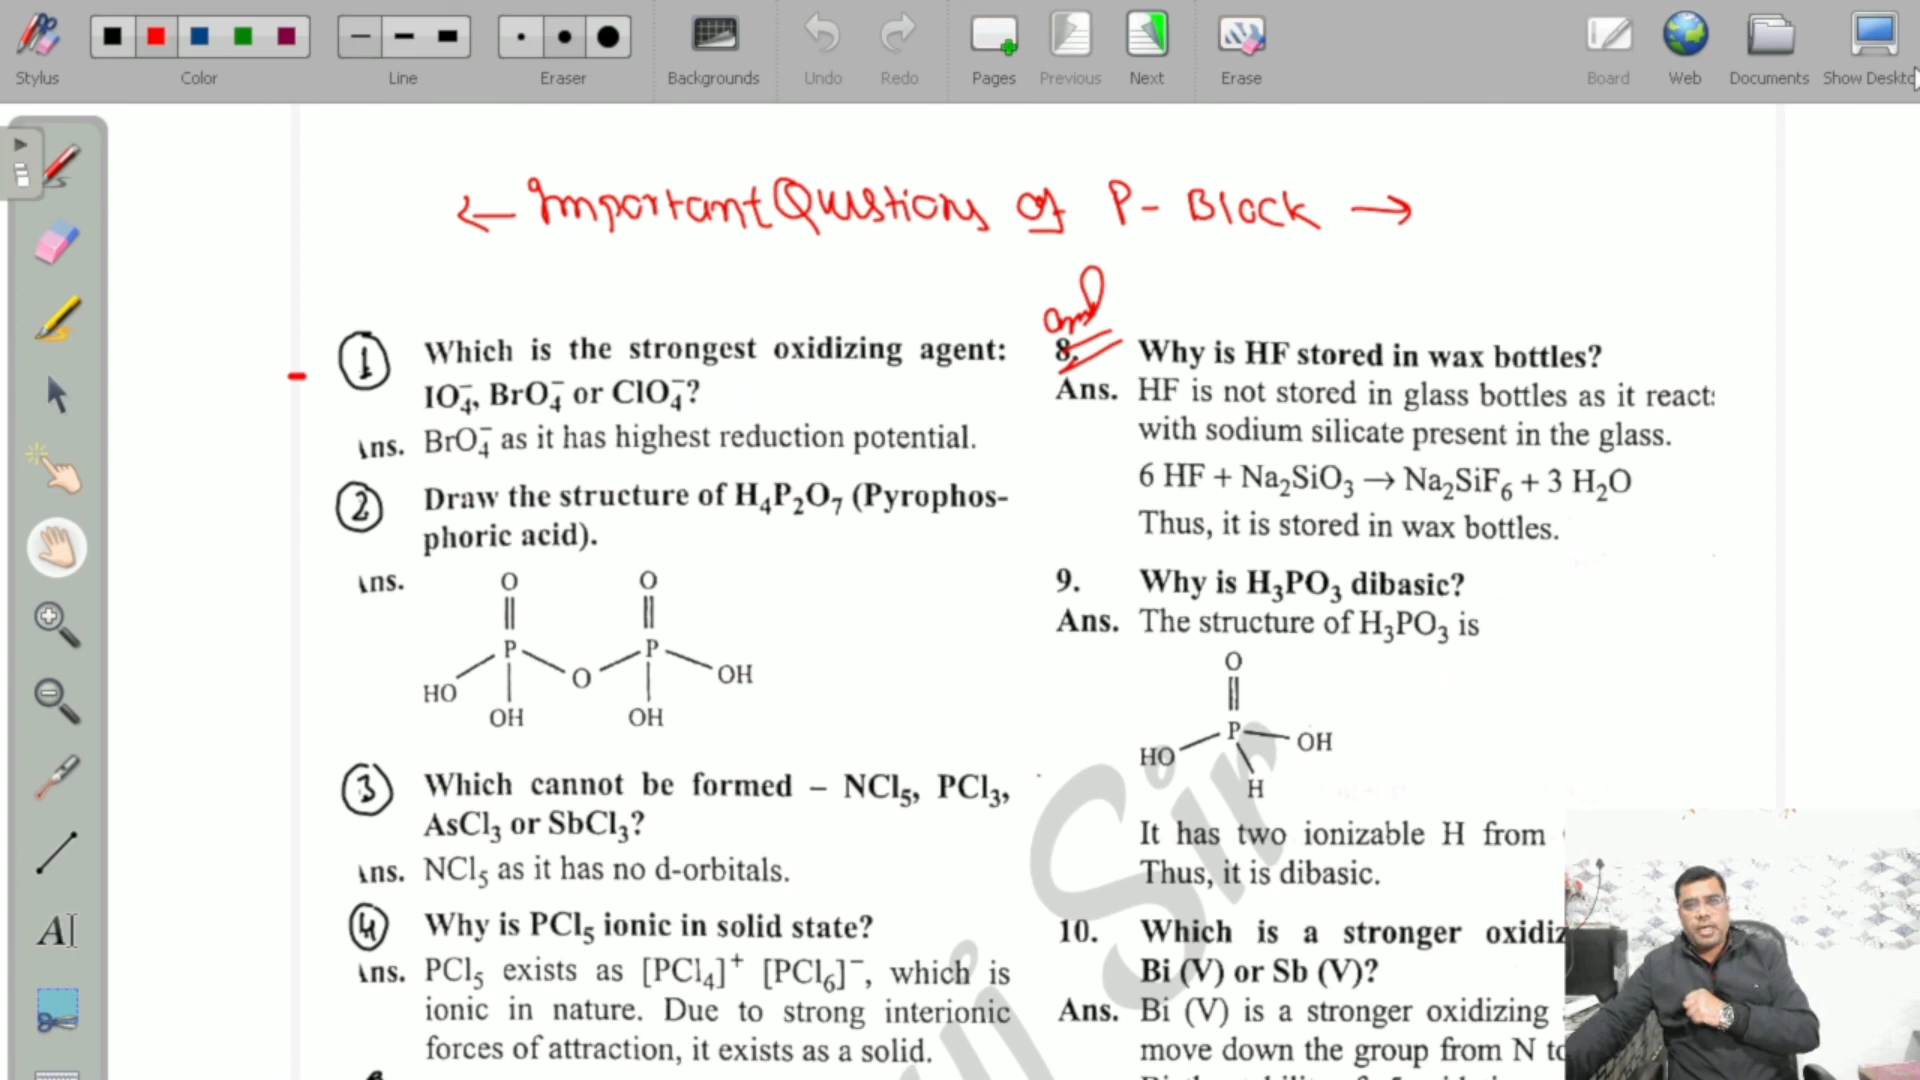 Stylus
Color
Line
Eraser
Backgrounds
Undo
Redo
Pages
Previous
Next
Erase
Board
Web
Documents
Show Deskto
← Important Qustions of P- Block →
1 Which is the strongest oxidizing agent:
IO₄⁻, BrO₄⁻ or ClO₄⁻?
Ans. BrO₄⁻ as it has highest reduction potential.
2 Draw the structure of H₄P₂O₇ (Pyrophos-
phoric acid).
Ans.
O O
P P
HO O OH
OH OH
3 Which cannot be formed – NCl₅, PCl₃,
AsCl₃ or SbCl₃?
Ans. NCl₅ as it has no d-orbitals.
4 Why is PCl₅ ionic in solid state?
Ans. PCl₅ exists as [PCl₄]⁺ [PCl₆]⁻, which is
ionic in nature. Due to strong interionic
forces of attraction, it exists as a solid.
8. Why is HF stored in wax bottles?
Ans. HF is not stored in glass bottles as it reacts
with sodium silicate present in the glass.
6 HF + Na₂SiO₃ → Na₂SiF₆ + 3 H₂O
Thus, it is stored in wax bottles.
9. Why is H₃PO₃ dibasic?
Ans. The structure of H₃PO₃ is
O
P
HO OH
H
It has two ionizable H from
Thus, it is dibasic.
10. Which is a stronger oxidiz
Bi (V) or Sb (V)?
Ans. Bi (V) is a stronger oxidizing
move down the group from N to
Sir